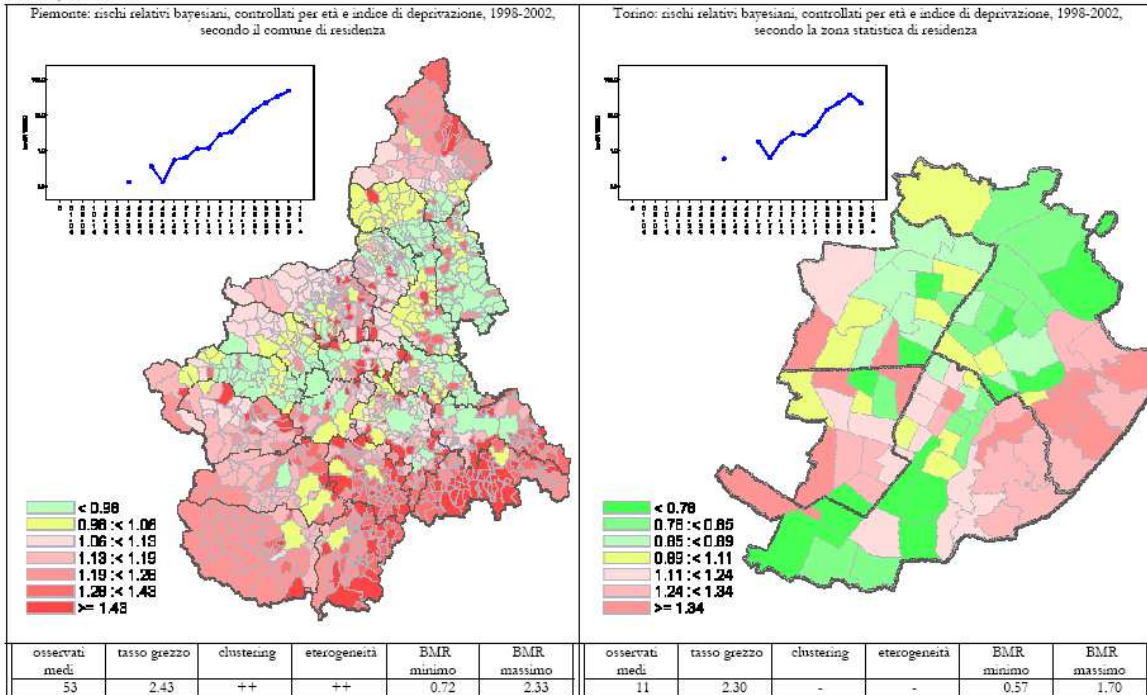 Piemonte: rischi relativi bayesiani, controllati per età e indice di deprivazione, 1998-2002,
secondo il comune di residenza
< 0.98
0.98 :< 1.06
1.06 :< 1.13
1.13 :< 1.19
1.19 :< 1.28
1.28 :< 1.43
>= 1.43
osservati medi	tasso grezzo	clustering	eterogeneità	BMR minimo	BMR massimo
53	2.43	++	++	0.72	2.33
Torino: rischi relativi bayesiani, controllati per età e indice di deprivazione, 1998-2002,
secondo la zona statistica di residenza
< 0.78
0.78 :< 0.85
0.85 :< 0.89
0.89 :< 1.11
1.11 :< 1.24
1.24 :< 1.34
>= 1.34
osservati medi	tasso grezzo	clustering	eterogeneità	BMR minimo	BMR massimo
11	2.30	-	-	0.57	1.70